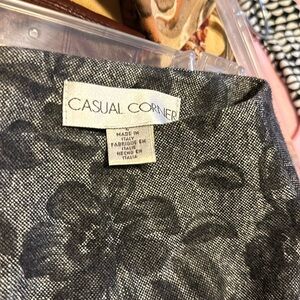 CASUAL CORNER
MADE IN
ITALY
FABRIQUE EN
ITALIE
HECHO EN
ITALIA